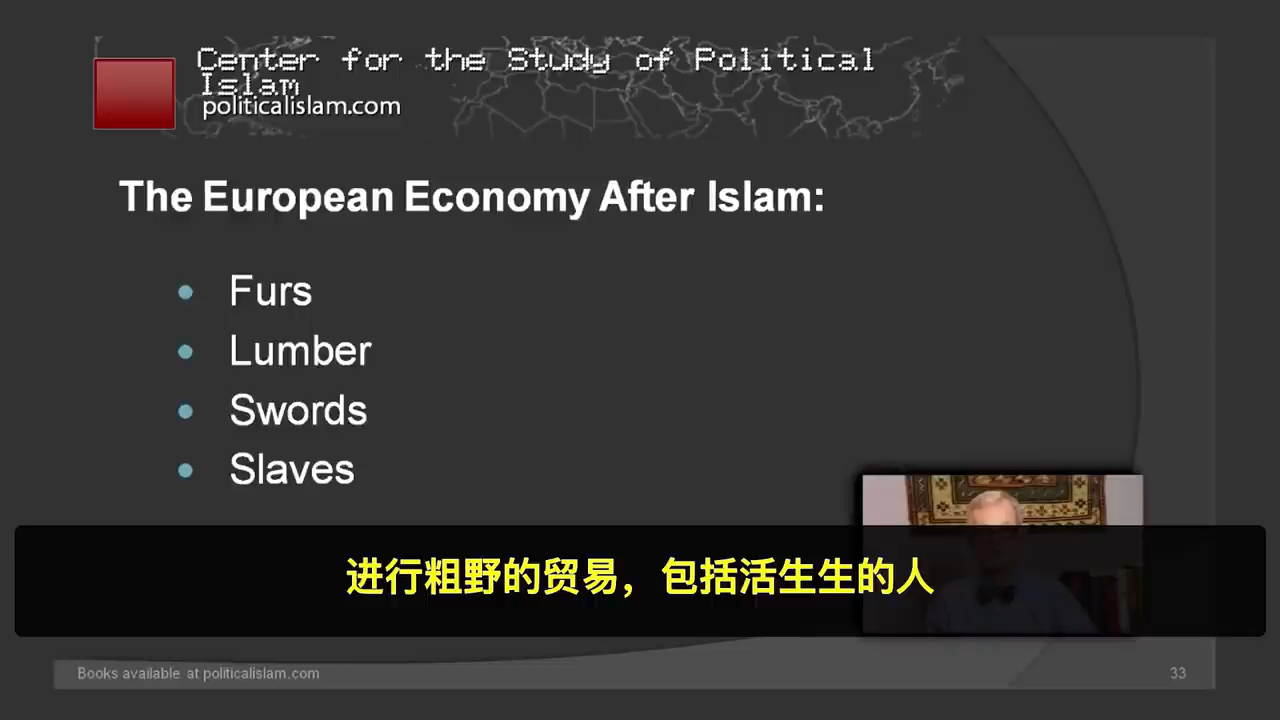 Center for the Study of Political
Islam
politicalislam.com
The European Economy After Islam:
Furs
Lumber
Swords
Slaves
进行粗野的贸易，包括活生生的人
Books available at politicalislam.com
33